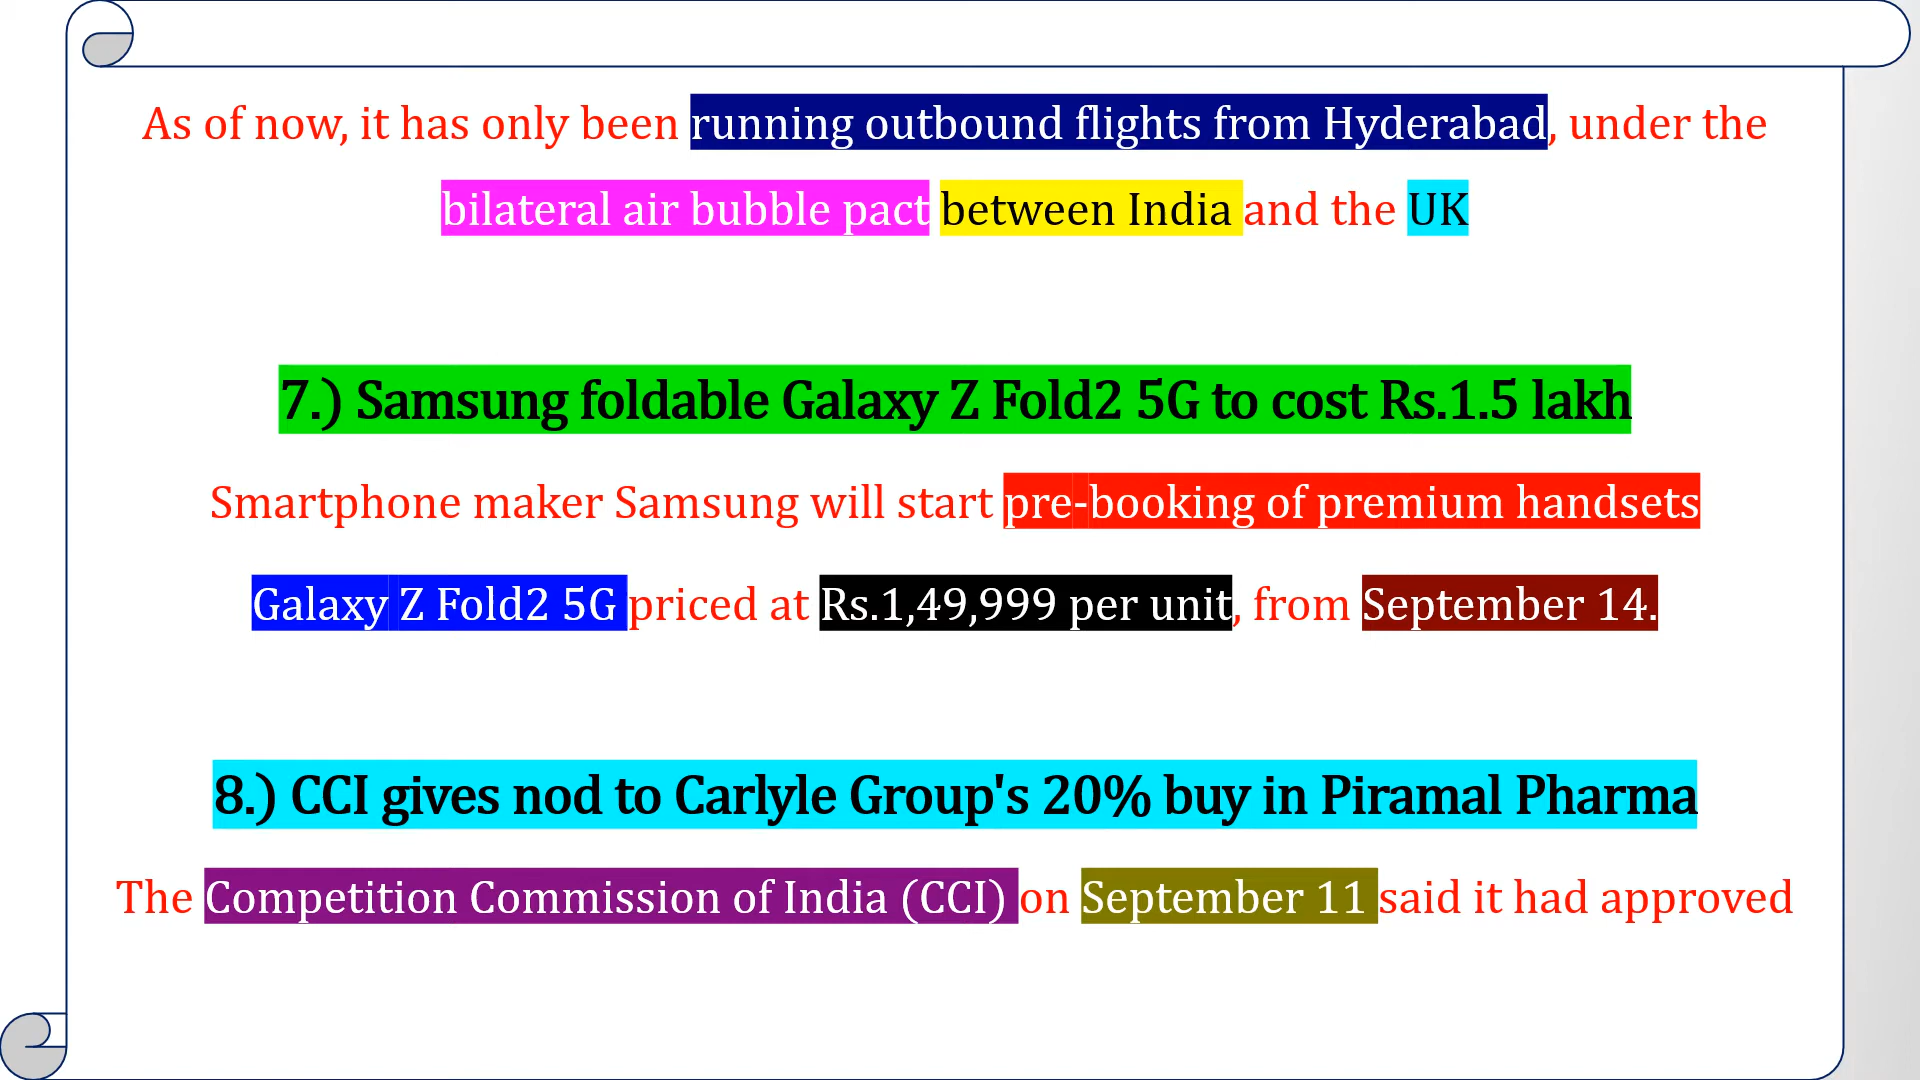 As of now, it has only been running outbound flights from Hyderabad, under the
bilateral air bubble pact between India and the UK
7.) Samsung foldable Galaxy Z Fold2 5G to cost Rs.1.5 lakh
Smartphone maker Samsung will start pre-booking of premium handsets
Galaxy Z Fold2 5G priced at Rs.1,49,999 per unit, from September 14.
8.) CCI gives nod to Carlyle Group's 20% buy in Piramal Pharma
The Competition Commission of India (CCI) on September 11 said it had approved